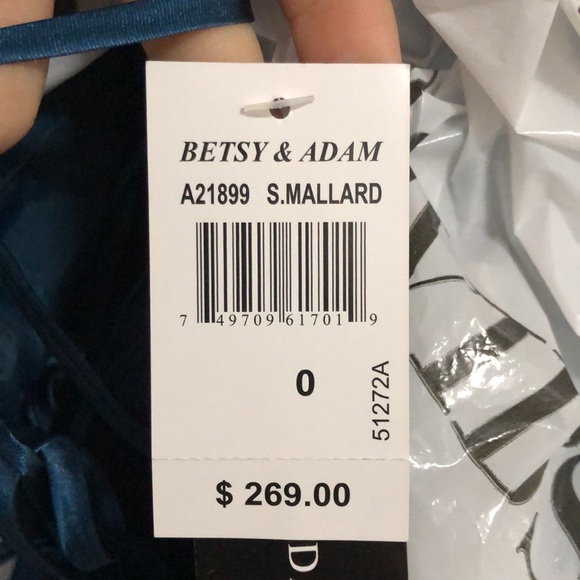 BETSY & ADAM
A21899 S.MALLARD
7 49709 61701 9
0
51272A
$ 269.00
D